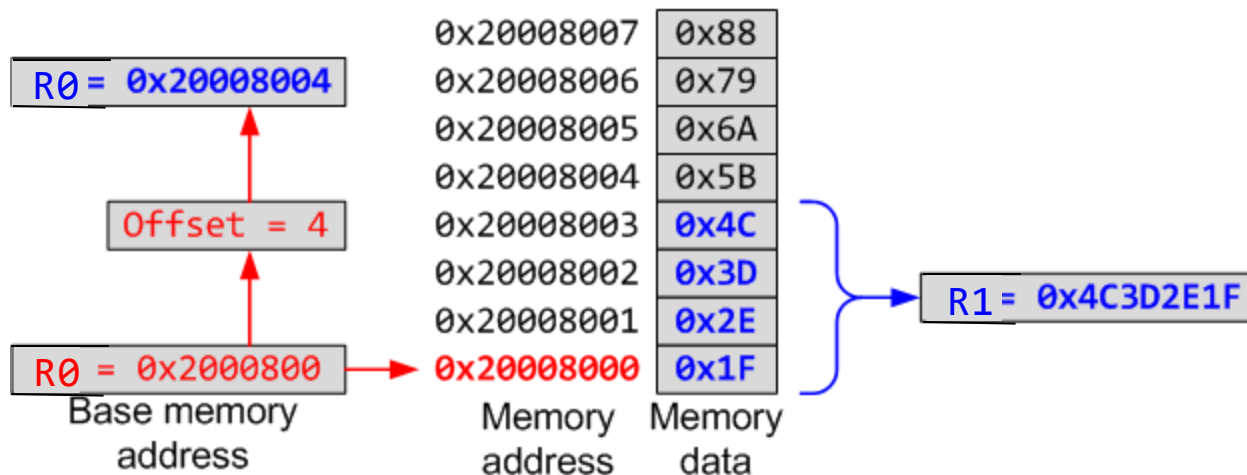 0x20008007 0x88
R0 = 0x20008004
0x20008006 0x79
0x20008005 0x6A
0x20008004 0x5B
Offset = 4
0x20008003 0x4C
0x20008002 0x3D
R1 = 0x4C3D2E1F
0x20008001 0x2E
R0 = 0x2000800
0x20008000 0x1F
Base memory
address
Memory
address
Memory
data